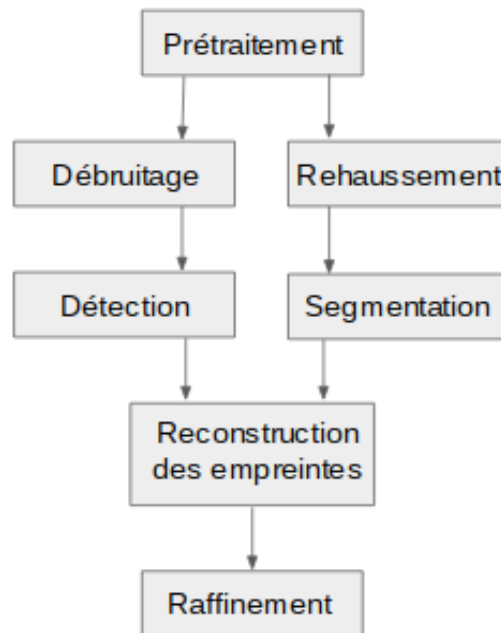 Prétraitement
Débruitage
Rehaussement
Détection
Segmentation
Reconstruction
des empreintes
Raffinement